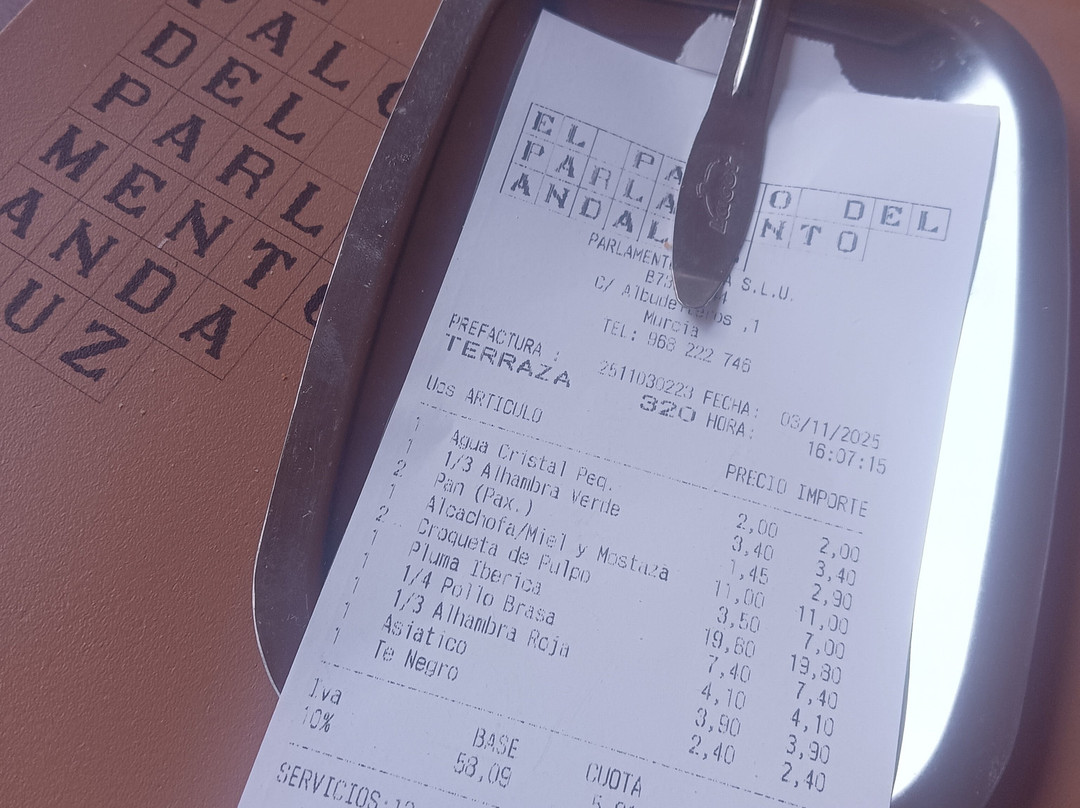 PALO
DEL
PARL
MENTO
ANDA
UZ
EL PA O DEL
PARLA NTO
ANDAL
PARLAMENT A S.L.U.
B73 4
C/ Albude ,1
Murcia
TEL: 968 222 746
PREFACTURA : 2511030223 FECHA: 03/11/2025
TERRAZA 320 HORA: 16:07:15
Uds ARTICULO PRECIO IMPORTE
1 Agua Cristal Peq. 2,00 2,00
1 1/3 Alhambra Verde 3,40 3,40
2 Pan (Pax.) 1,45 2,90
1 Alcachofa/Miel y Mostaza 11,00 11,00
2 Croqueta de Pulpo 3,50 7,00
1 Pluma Iberica 19,80 19,80
1 1/4 Pollo Brasa 7,40 7,40
1 1/3 Alhambra Roja 4,10 4,10
1 Asiatico 3,90 3,90
1 Te Negro 2,40 2,40
Iva BASE CUOTA
10% 58,09
SERVICIOS: